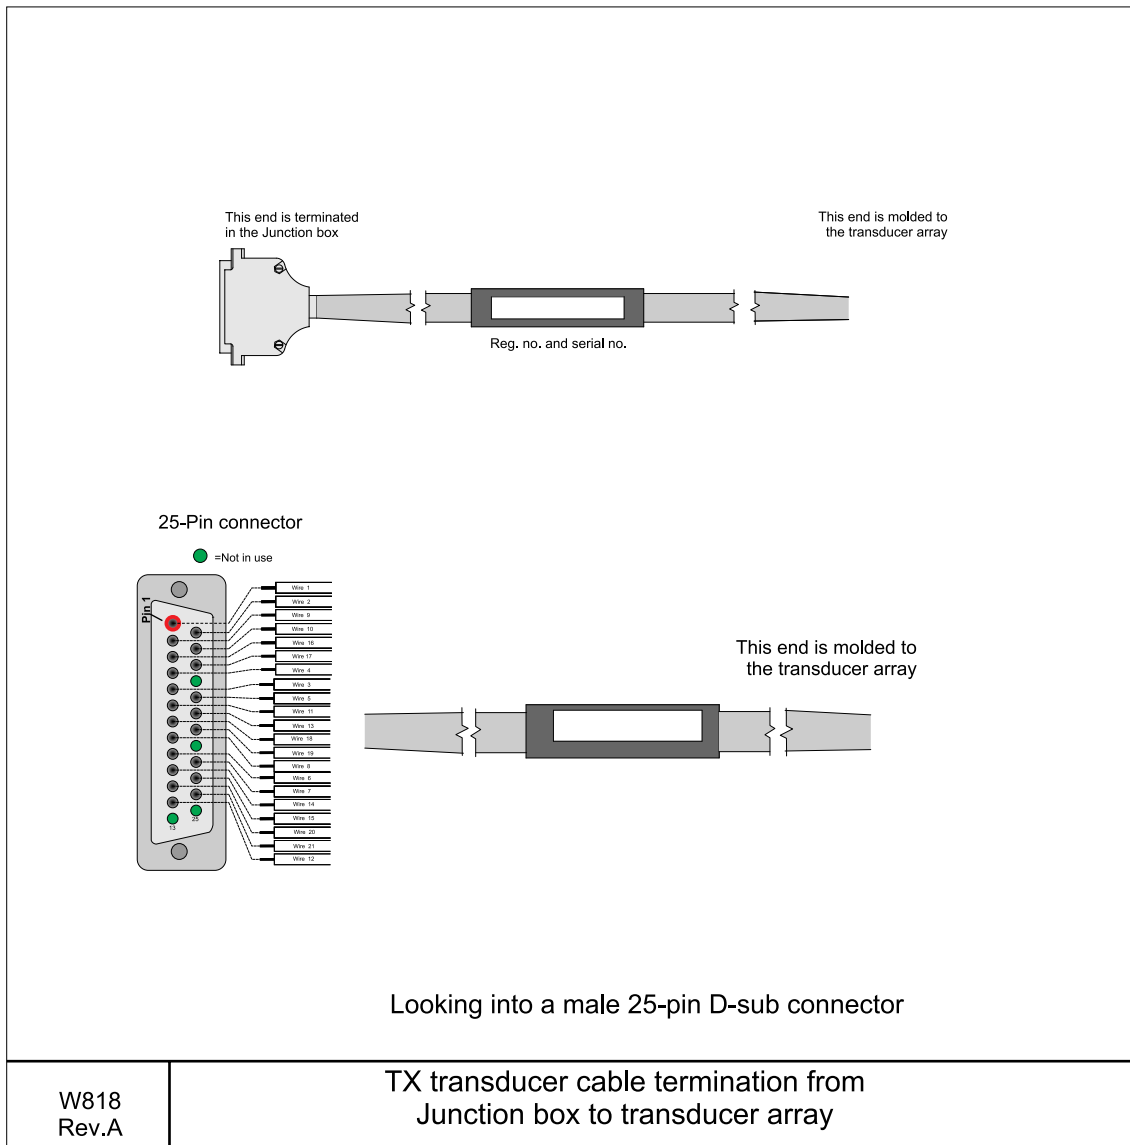 This end is terminated
in the Junction box
This end is molded to
the transducer array
Reg. no. and serial no.
25-Pin connector
=Not in use
Pin 1
Wire 1
Wire 2
Wire 9
Wire 10
Wire 16
Wire 17
Wire 4
Wire 3
Wire 5
Wire 11
Wire 13
Wire 18
Wire 19
Wire 8
Wire 6
Wire 7
Wire 14
Wire 15
Wire 20
Wire 21
Wire 12
13
25
This end is molded to
the transducer array
Looking into a male 25-pin D-sub connector
W818
Rev.A
TX transducer cable termination from
Junction box to transducer array